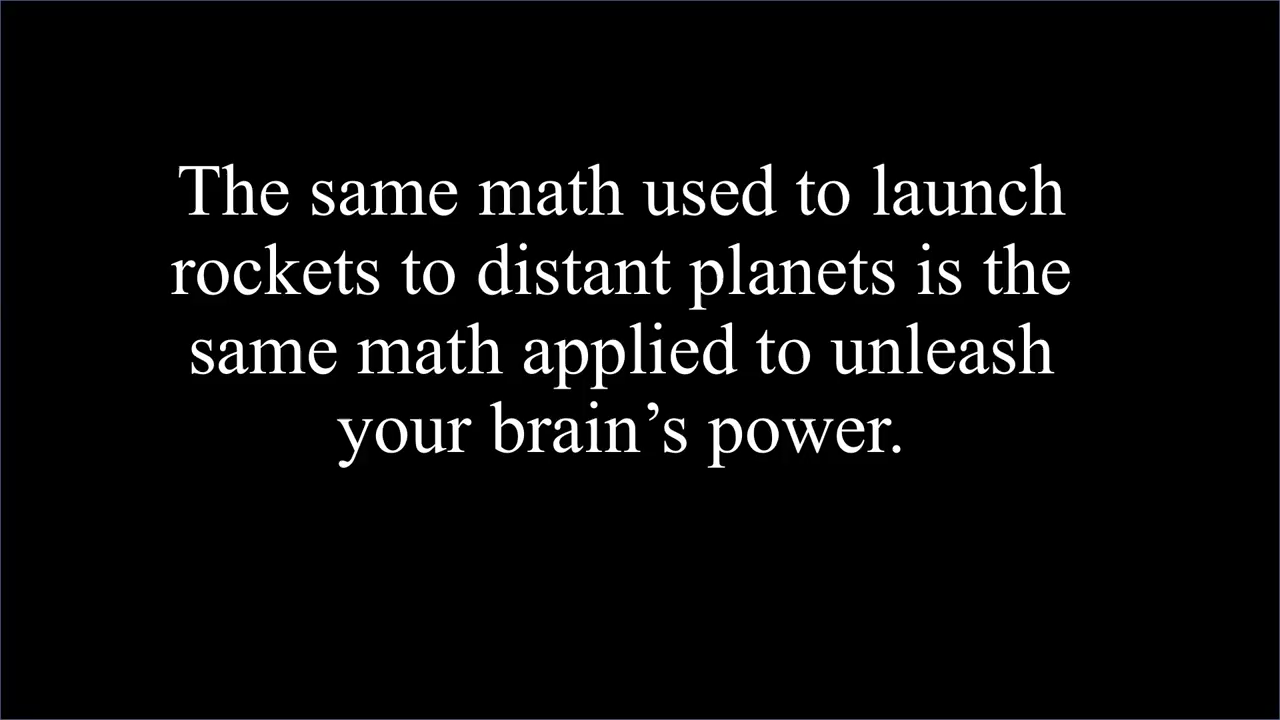 The same math used to launch
rockets to distant planets is the
same math applied to unleash
your brain’s power.